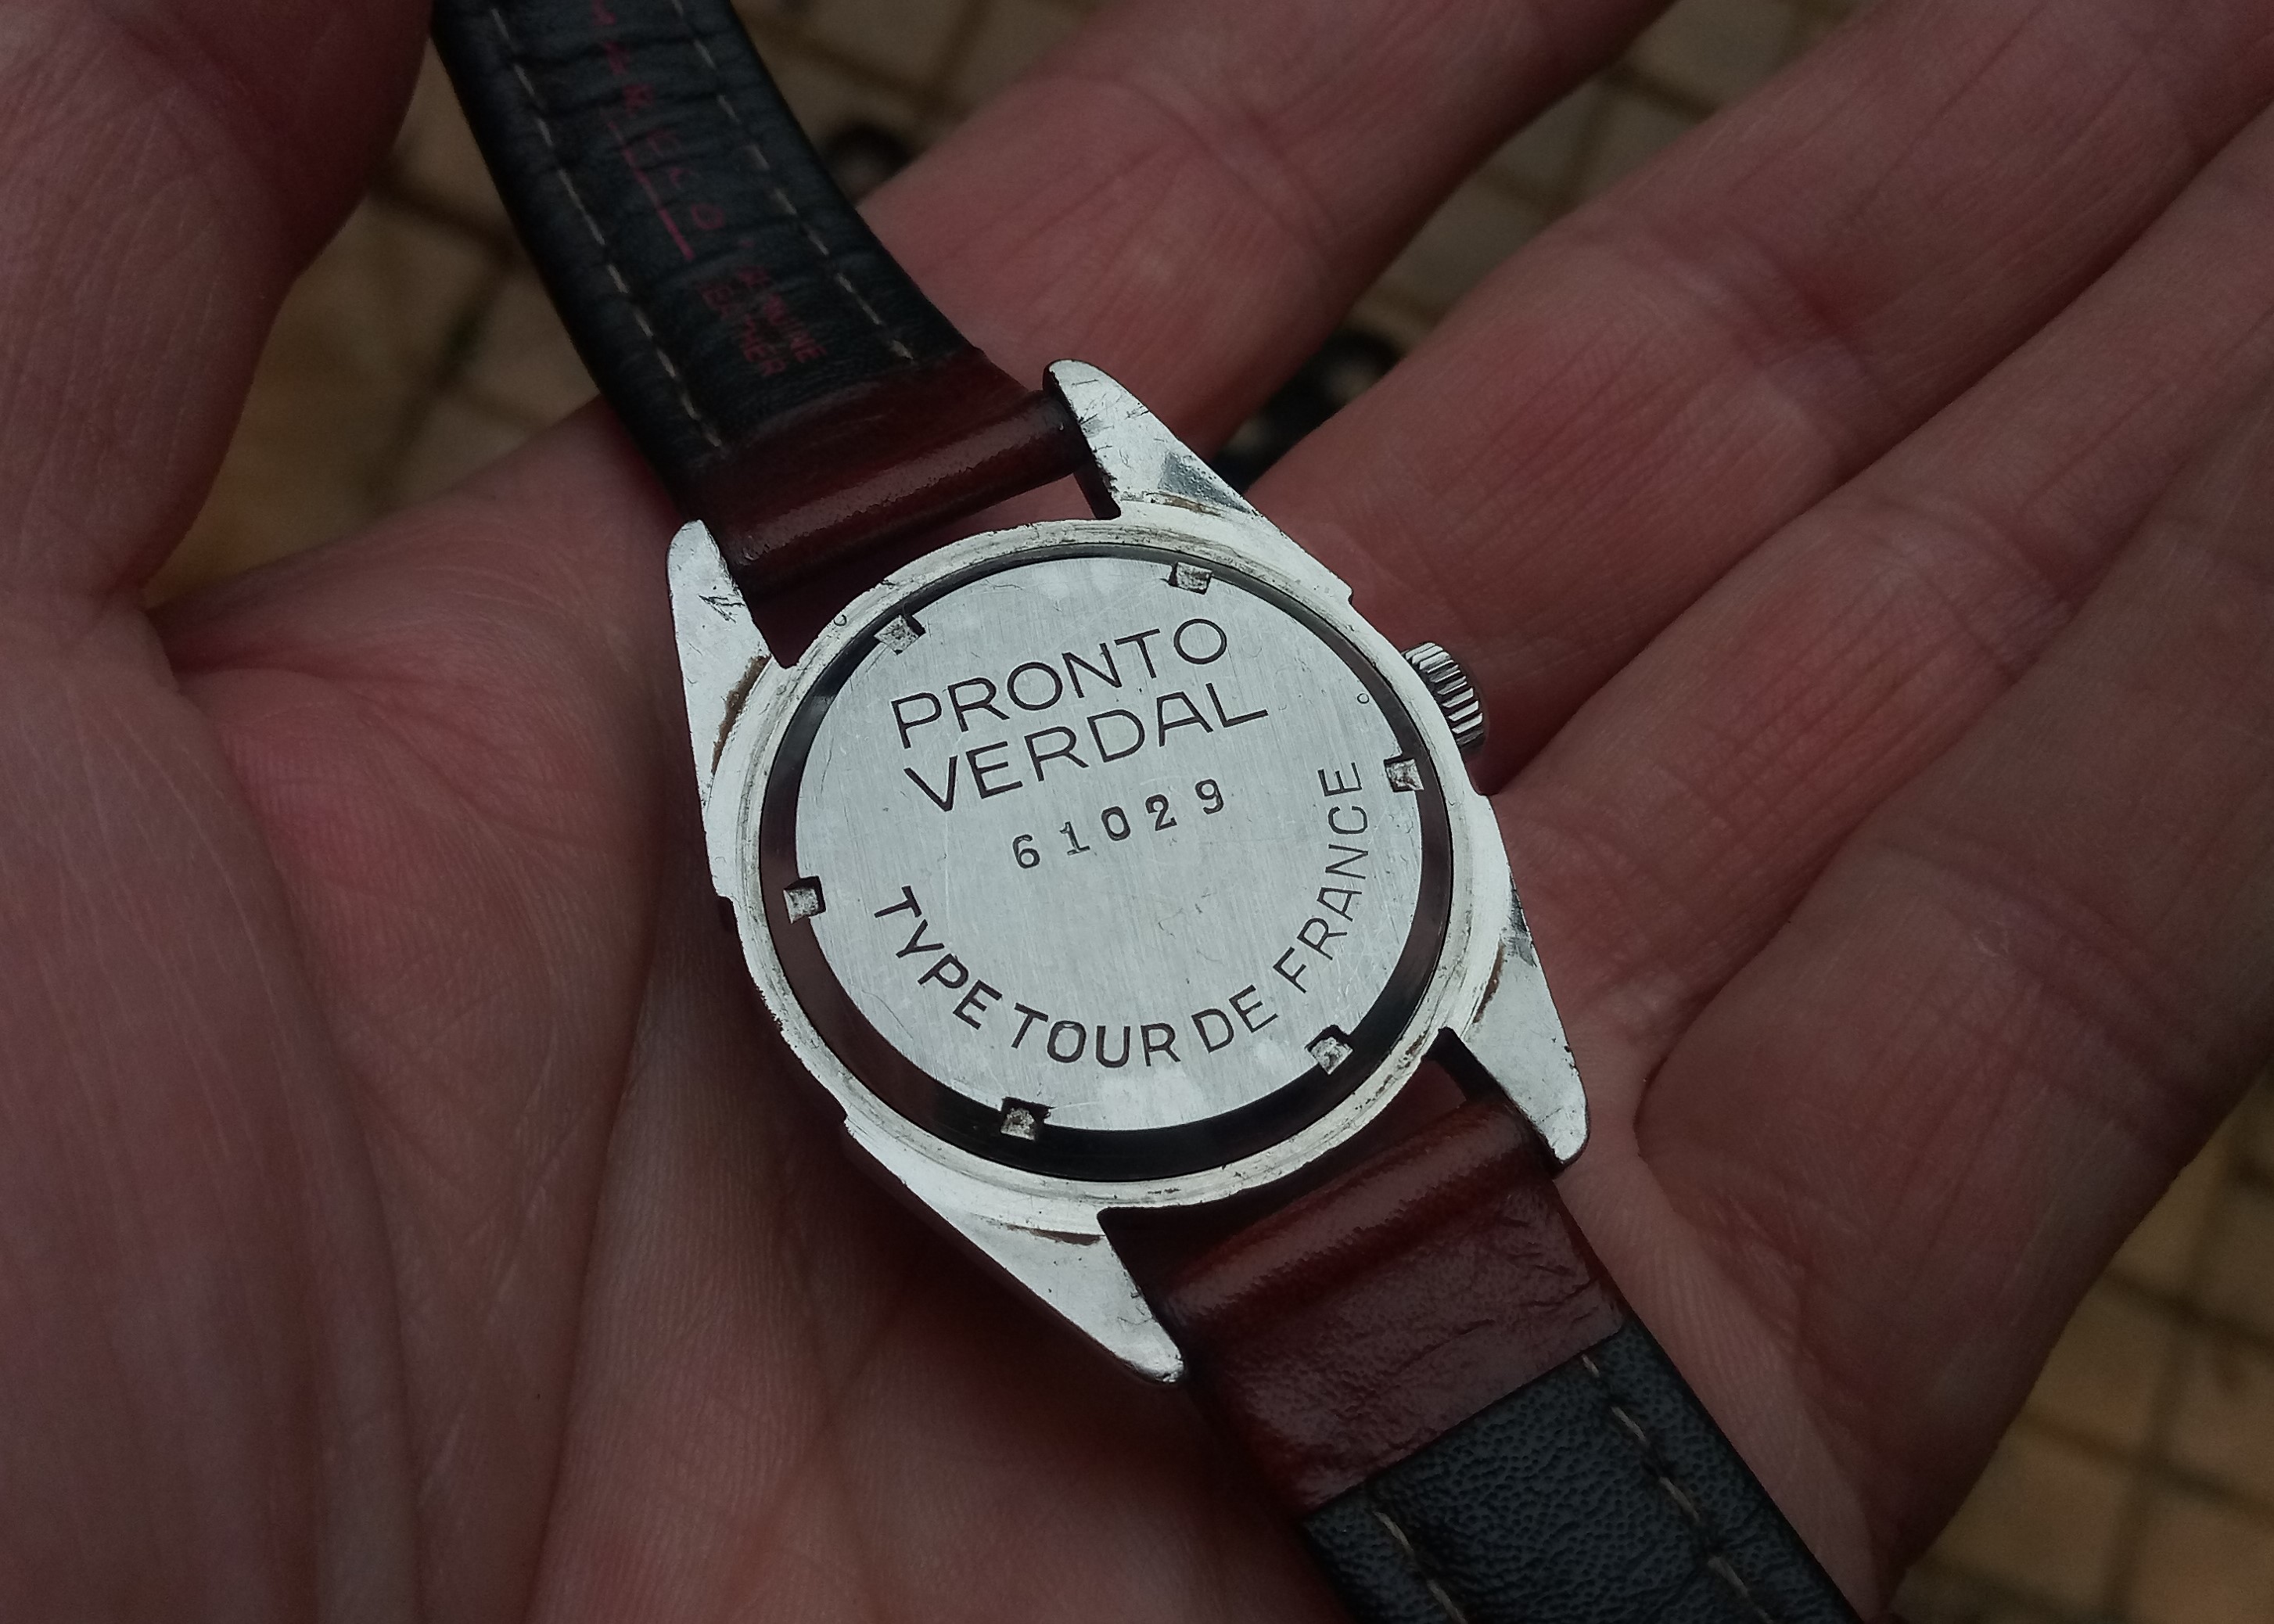 PRONTO
VERDAL
61029
TYPE TOUR DE FRANCE